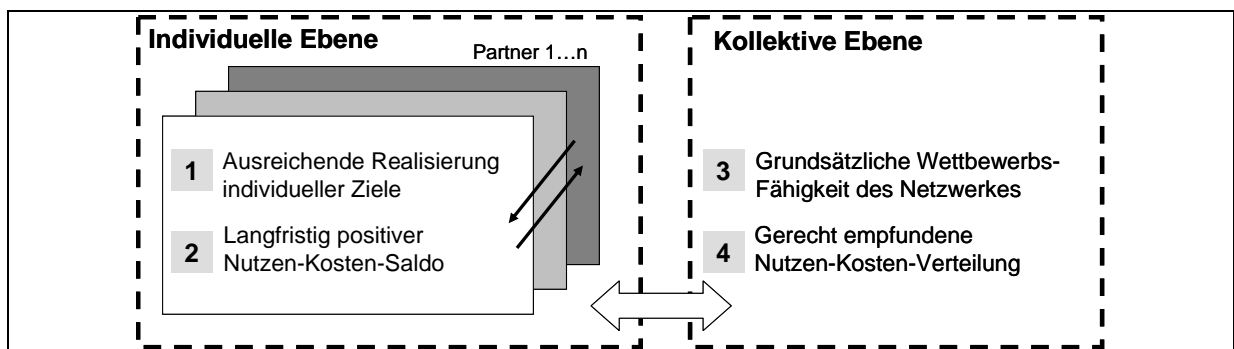 Individuelle Ebene
Partner 1…n
1
Ausreichende Realisierung
individueller Ziele
2
Langfristig positiver
Nutzen-Kosten-Saldo
Kollektive Ebene
3
Grundsätzliche Wettbewerbs-
Fähigkeit des Netzwerkes
4
Gerecht empfundene
Nutzen-Kosten-Verteilung